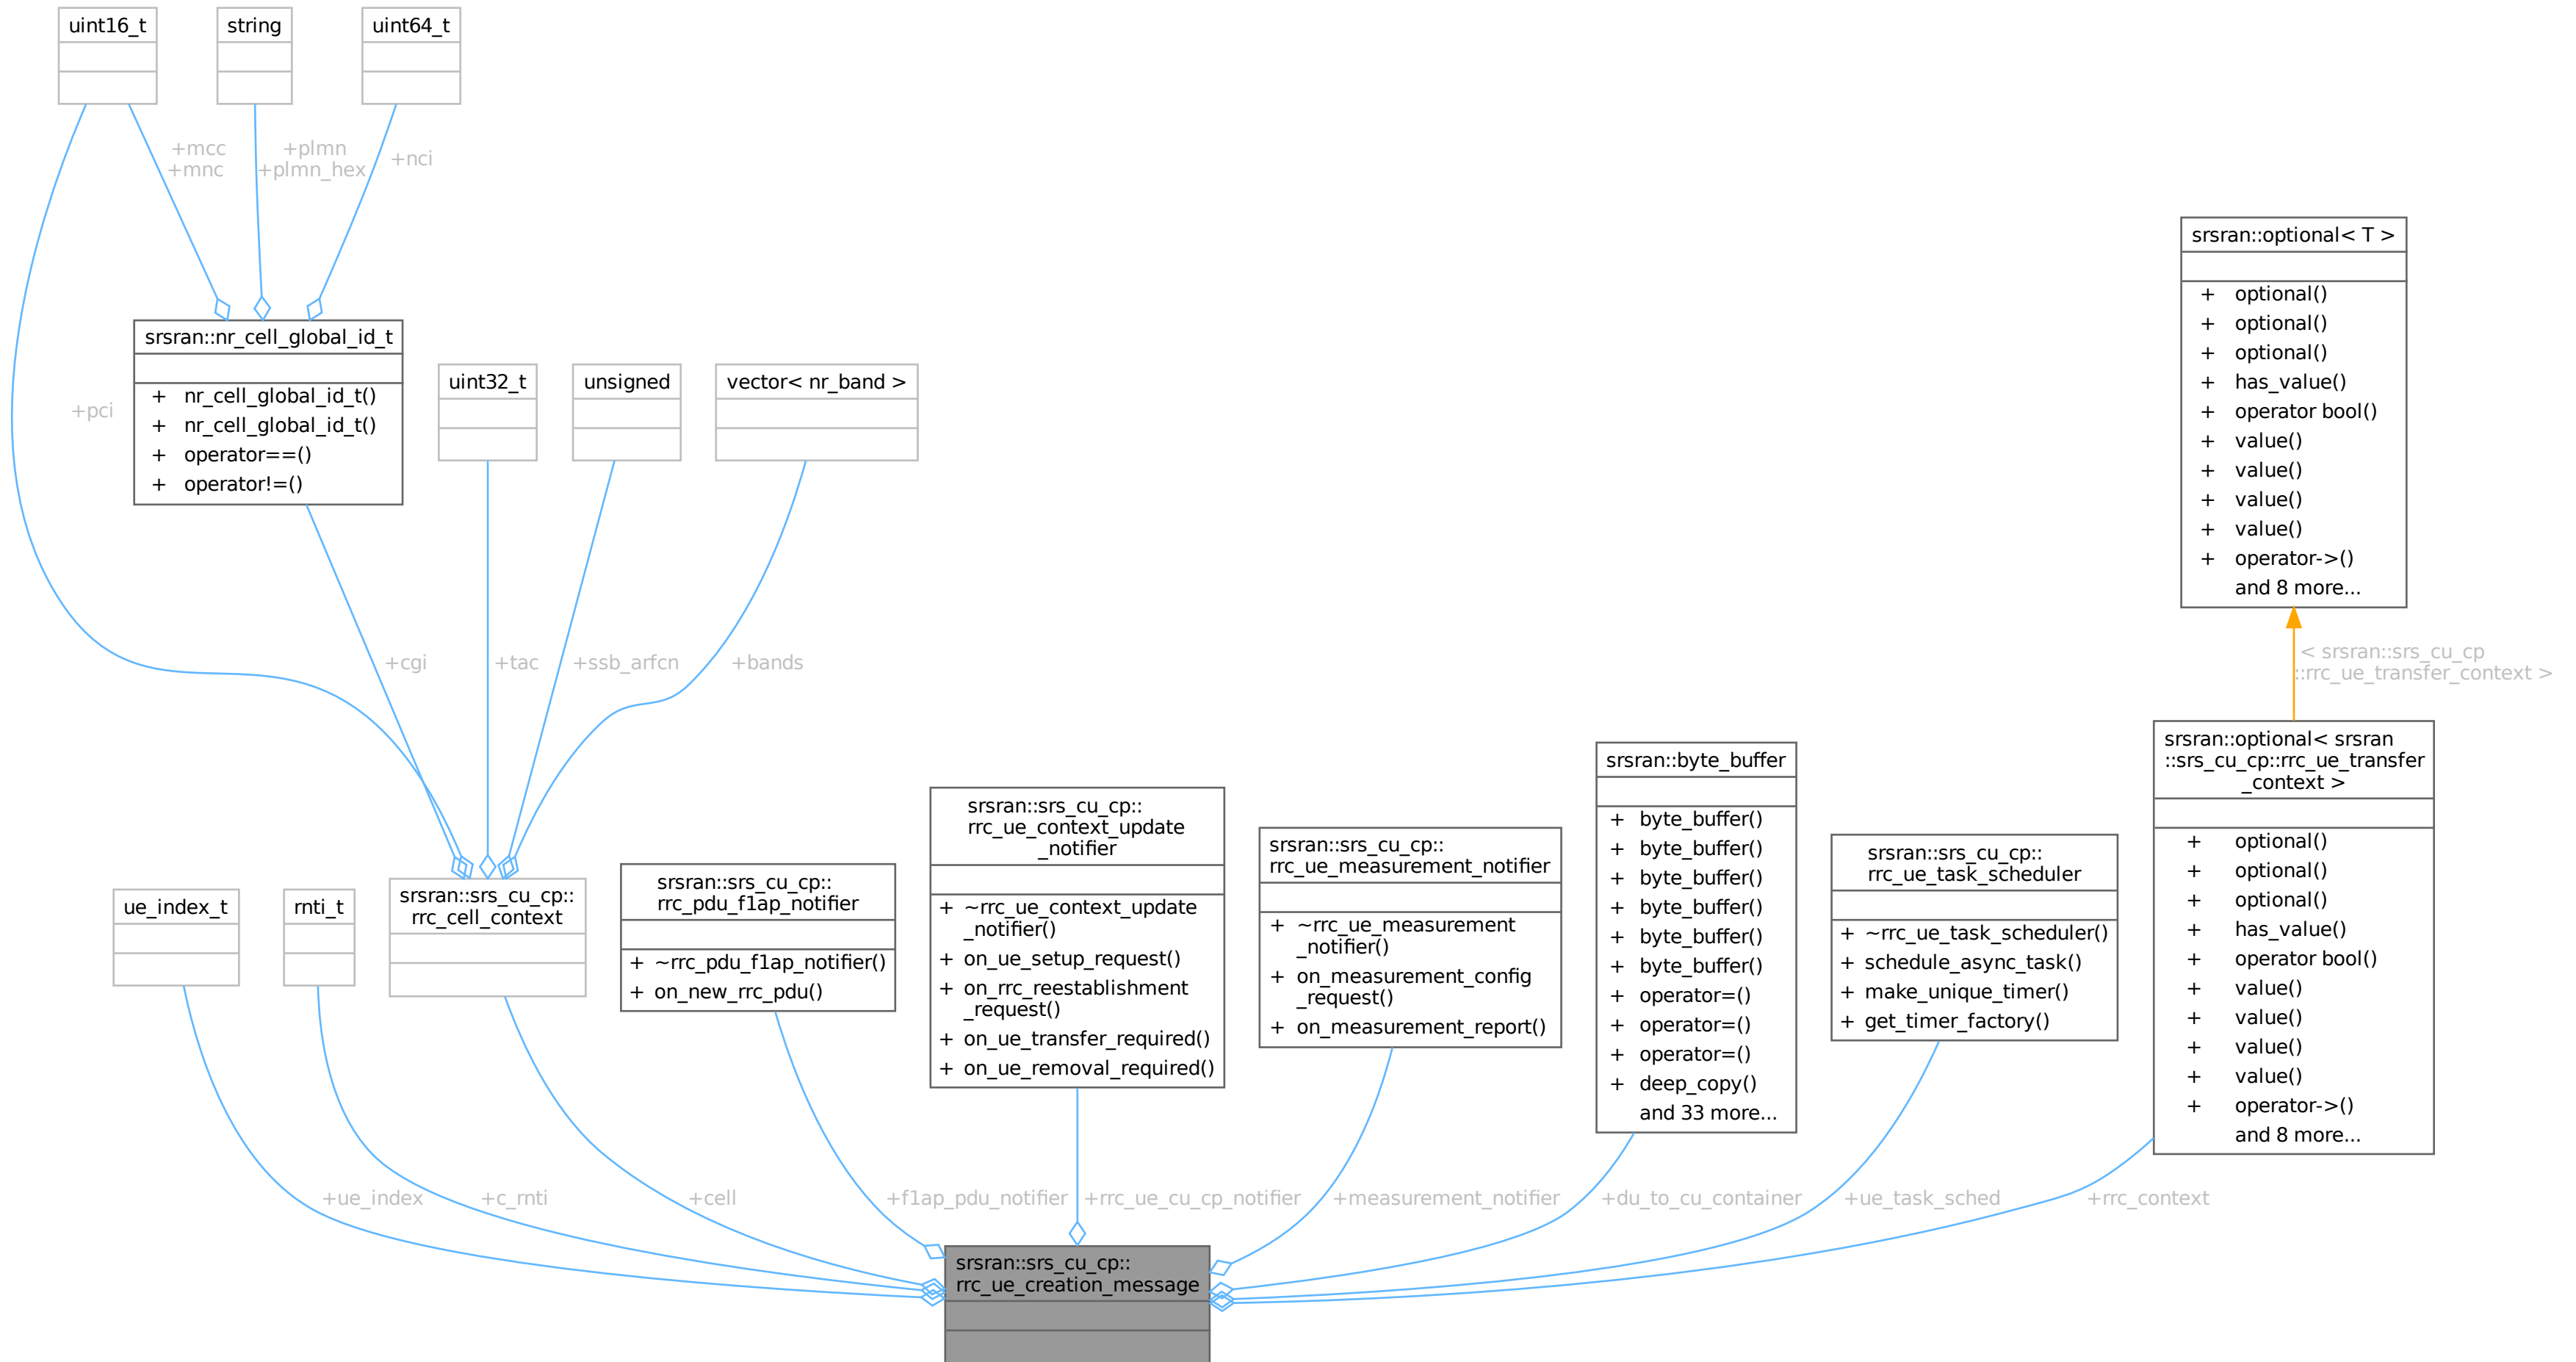 uint16_t
string
uint64_t
+mcc
+mnc
+plmn
+plmn_hex
+nci
srsran::optional< T >
+ optional()
+ optional()
+ optional()
+ has_value()
+ operator bool()
+ value()
+ value()
+ value()
+ value()
+ operator->()
and 8 more...
srsran::nr_cell_global_id_t
+ nr_cell_global_id_t()
+ nr_cell_global_id_t()
+ operator==()
+ operator!=()
uint32_t
unsigned
vector< nr_band >
+pci
+cgi
+tac
+ssb_arfcn
+bands
< srsran::srs_cu_cp
::rrc_ue_transfer_context >
ue_index_t
rnti_t
srsran::srs_cu_cp::
rrc_cell_context
srsran::srs_cu_cp::
rrc_pdu_f1ap_notifier
+ ~rrc_pdu_f1ap_notifier()
+ on_new_rrc_pdu()
srsran::srs_cu_cp::
rrc_ue_context_update
_notifier
+ ~rrc_ue_context_update
_notifier()
+ on_ue_setup_request()
+ on_rrc_reestablishment
_request()
+ on_ue_transfer_required()
+ on_ue_removal_required()
srsran::srs_cu_cp::
rrc_ue_measurement_notifier
+ ~rrc_ue_measurement
_notifier()
+ on_measurement_config
_request()
+ on_measurement_report()
srsran::byte_buffer
+ byte_buffer()
+ byte_buffer()
+ byte_buffer()
+ byte_buffer()
+ byte_buffer()
+ byte_buffer()
+ operator=()
+ operator=()
+ operator=()
+ deep_copy()
and 33 more...
srsran::srs_cu_cp::
rrc_ue_task_scheduler
+ ~rrc_ue_task_scheduler()
+ schedule_async_task()
+ make_unique_timer()
+ get_timer_factory()
srsran::optional< srsran
::srs_cu_cp::rrc_ue_transfer
_context >
+ optional()
+ optional()
+ optional()
+ has_value()
+ operator bool()
+ value()
+ value()
+ value()
+ value()
+ operator->()
and 8 more...
+ue_index
+c_rnti
+cell
+f1ap_pdu_notifier
+rrc_ue_cu_cp_notifier
+measurement_notifier
+du_to_cu_container
+ue_task_sched
+rrc_context
srsran::srs_cu_cp::
rrc_ue_creation_message